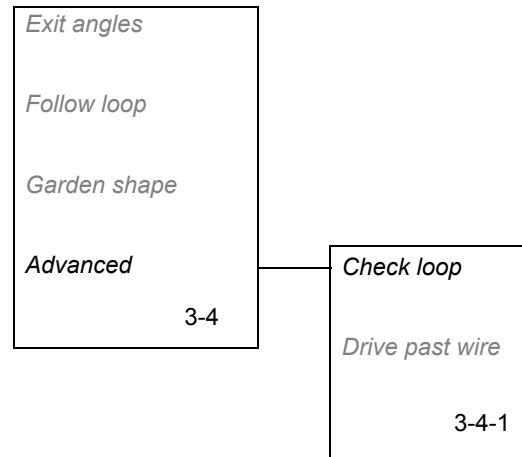 Exit angles
Follow loop
Garden shape
Advanced
3-4
Check loop
Drive past wire
3-4-1